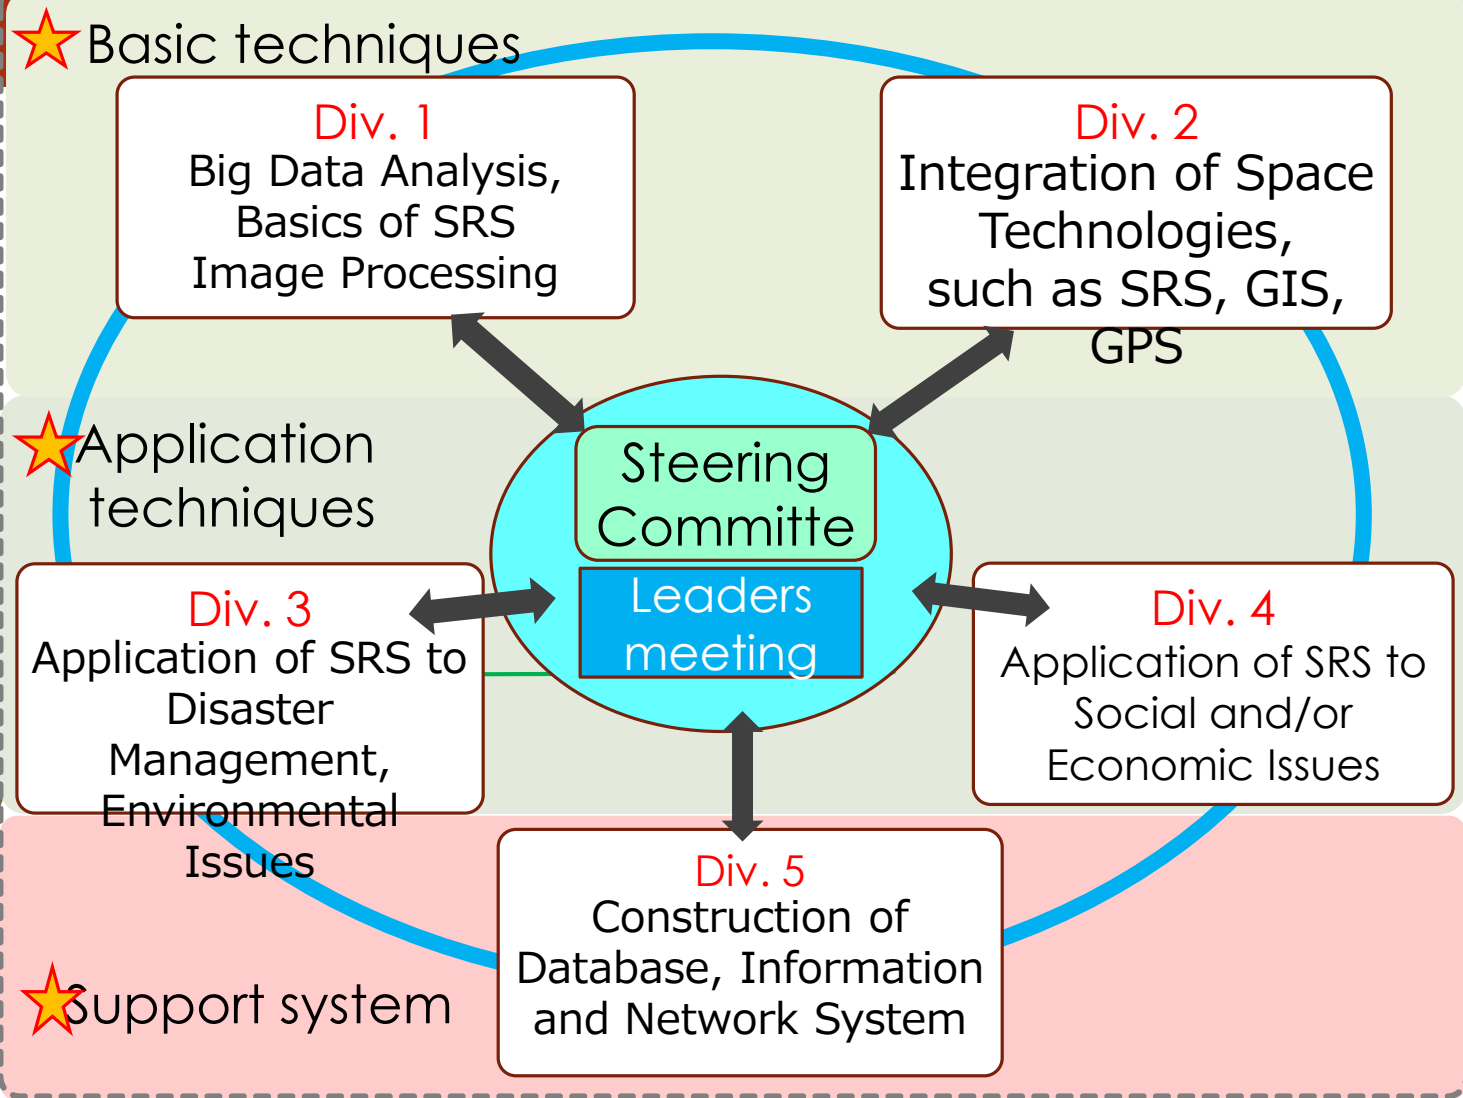 Basic techniques
Div. 1
Big Data Analysis,
Basics of SRS
Image Processing
Div. 2
Integration of Space
Technologies,
such as SRS, GIS,
GPS
Application
techniques
Steering
Committe
Leaders
meeting
Div. 3
Application of SRS to
Disaster
Management,
Environmental
Issues
Div. 4
Application of SRS to
Social and/or
Economic Issues
Div. 5
Construction of
Database, Information
and Network System
Support system